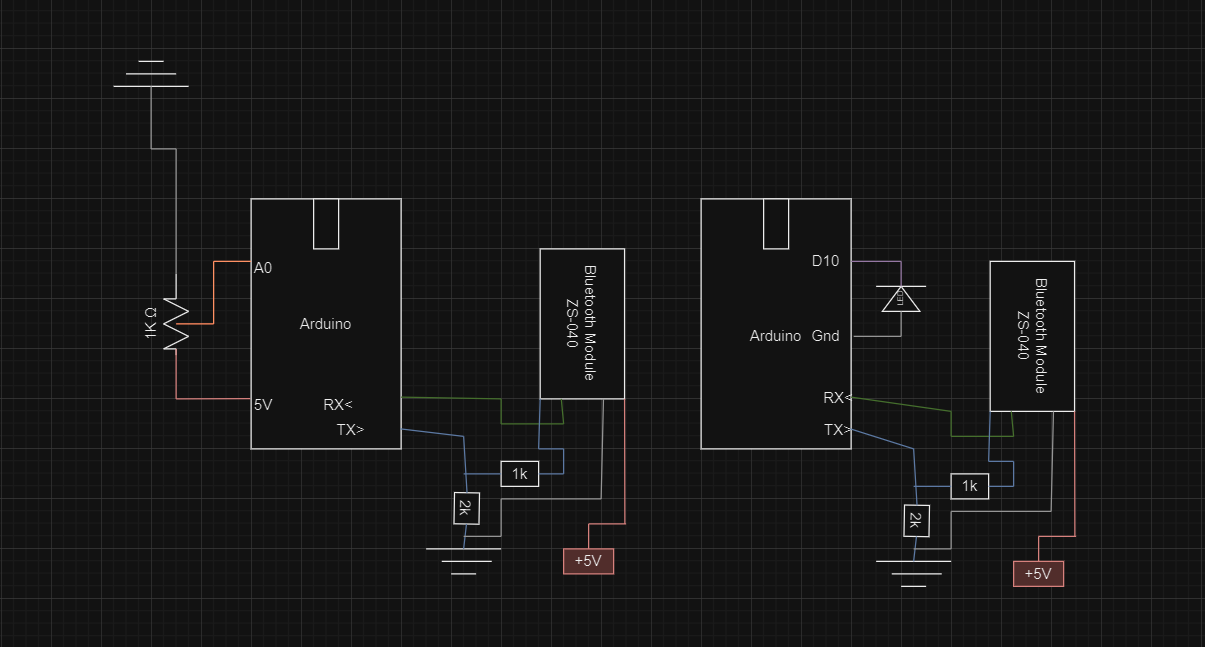 A0
1K Ω
Arduino
5V
RX<
TX>
Bluetooth Module
ZS-040
1k
2k
+5V
D10
LED
Arduino
Gnd
RX<
TX>
Bluetooth Module
ZS-040
1k
2k
+5V